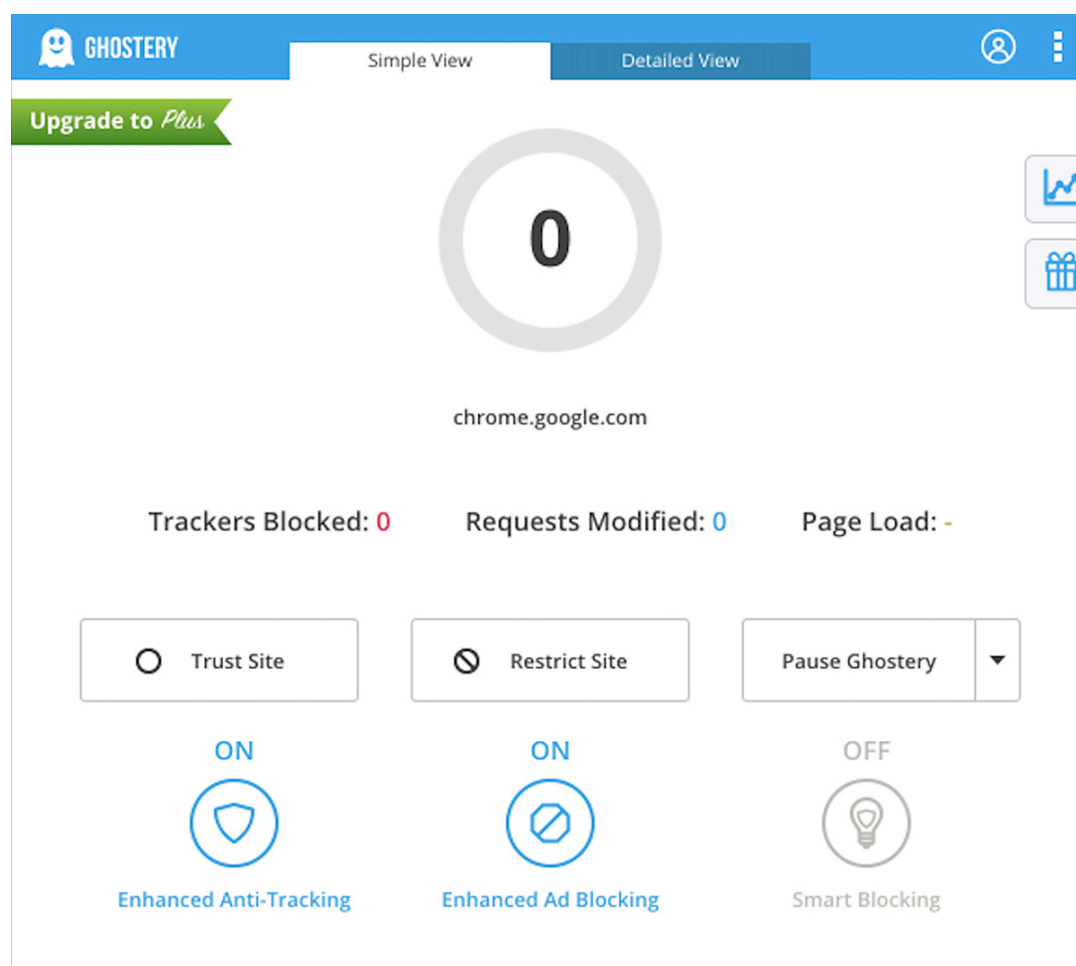 GHOSTERY
Simple View
Detailed View
Upgrade to Plus
0
chrome.google.com
Trackers Blocked: 0 Requests Modified: 0 Page Load: -
Trust Site Restrict Site Pause Ghostery
ON ON OFF
Enhanced Anti-Tracking Enhanced Ad Blocking Smart Blocking